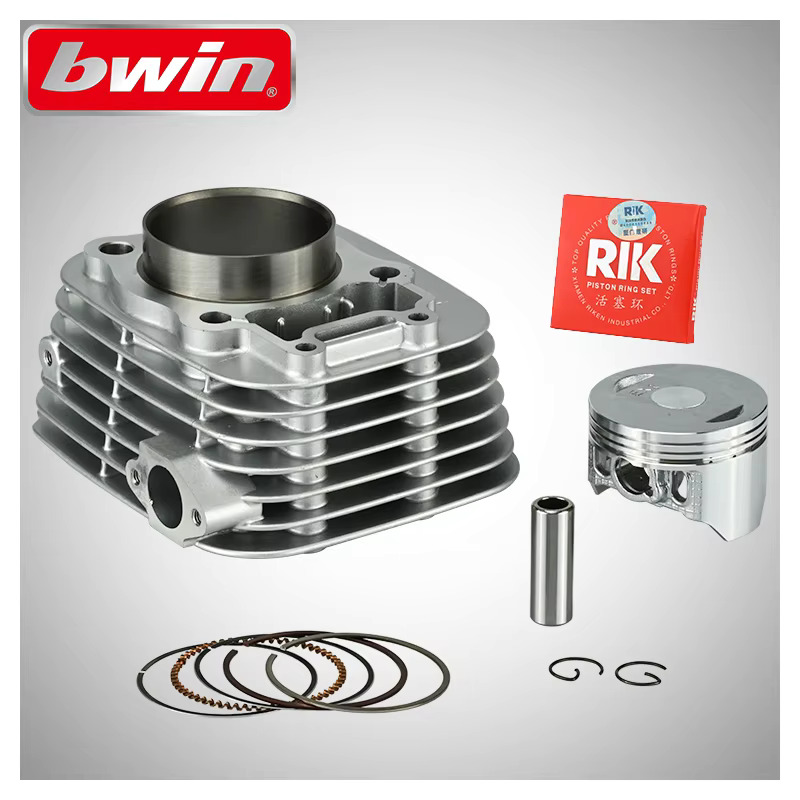 bwin®
RIK
RIK
PISTON RING SET
活塞环
TOP QUALITY
PISTON RINGS
XIAMEN RIKEN INDUSTRIAL CO., LTD.